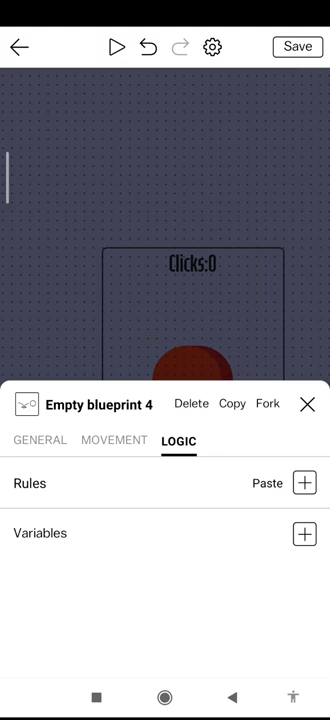 Save
Clicks:0
Empty blueprint 4
Delete
Copy
Fork
GENERAL
MOVEMENT
LOGIC
Rules
Paste
Variables